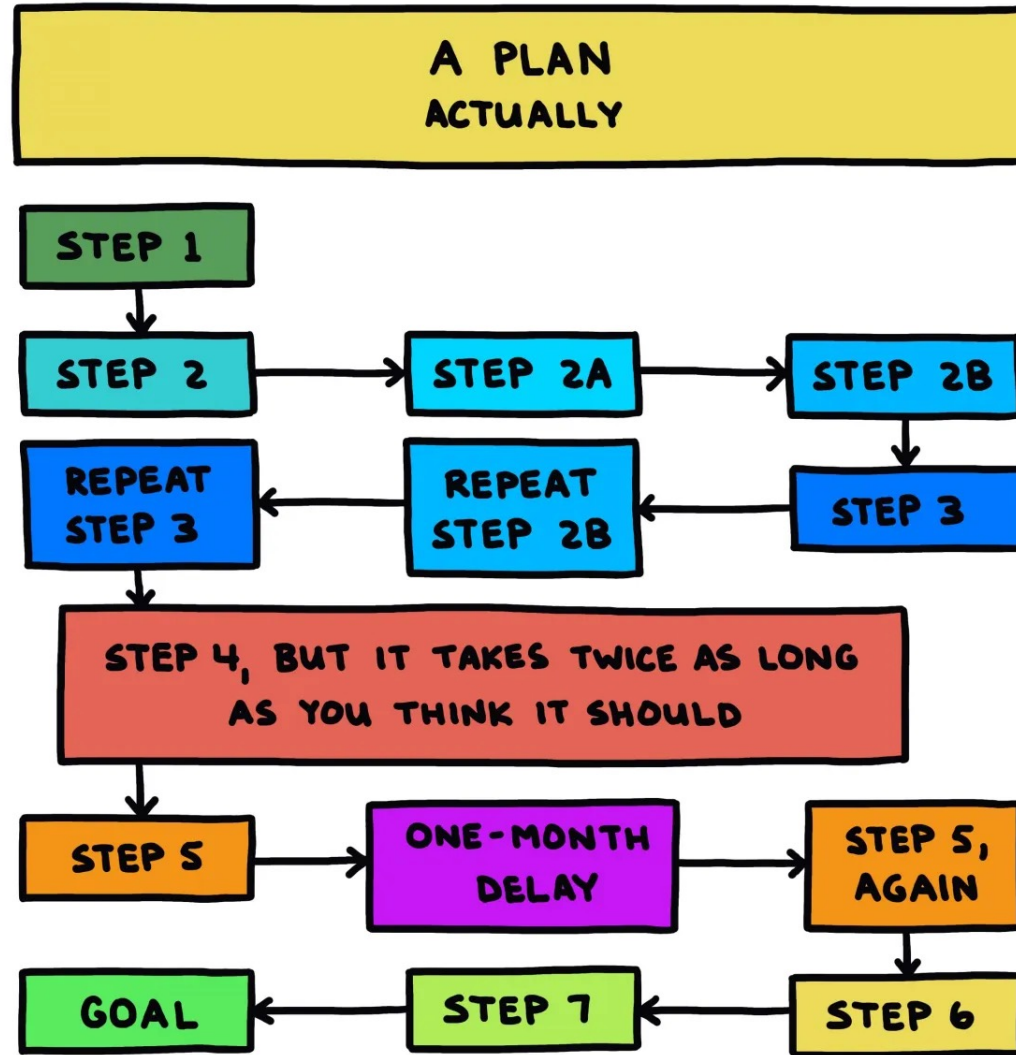 A PLAN
ACTUALLY
STEP 1
STEP 2
STEP 2A
STEP 2B
STEP 3
REPEAT
STEP 2B
REPEAT
STEP 3
STEP 4, BUT IT TAKES TWICE AS LONG
AS YOU THINK IT SHOULD
STEP 5
ONE-MONTH
DELAY
STEP 5,
AGAIN
STEP 6
STEP 7
GOAL